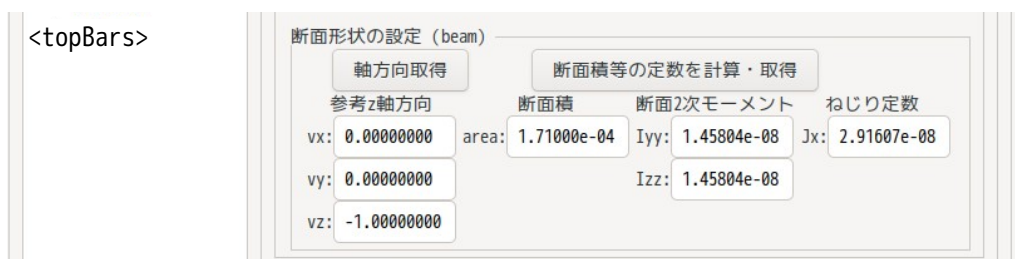 <topBars>
断面形状の設定 (beam)
軸方向取得 断面積等の定数を計算・取得
参考z軸方向 断面積 断面2次モーメント ねじり定数
vx: 0.00000000 area: 1.71000e-04 Iyy: 1.45804e-08 Jx: 2.91607e-08
vy: 0.00000000 Izz: 1.45804e-08
vz: -1.00000000